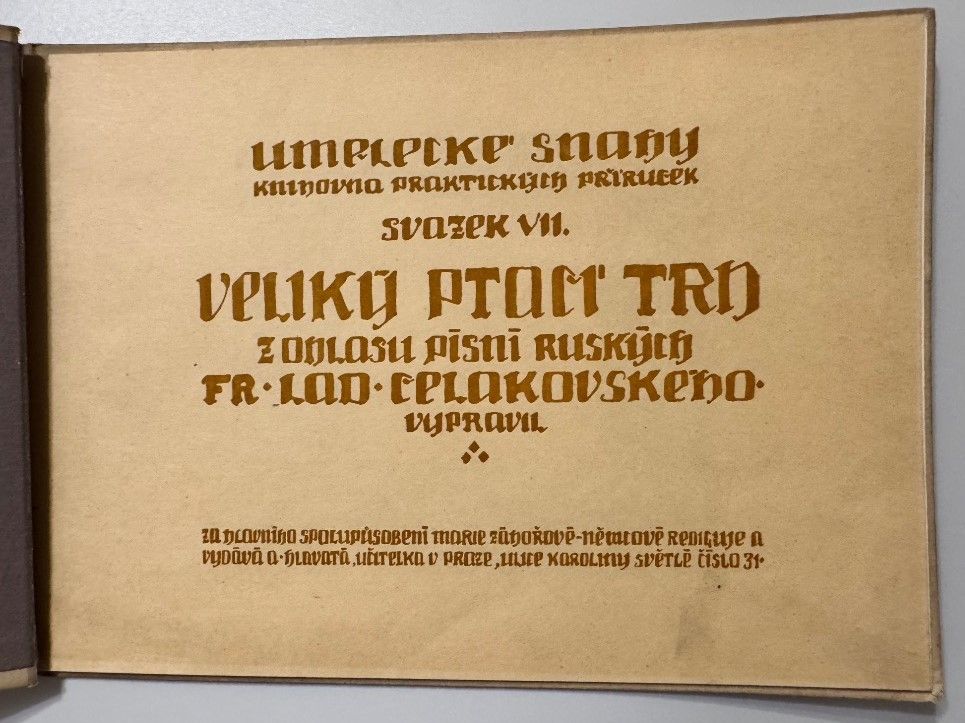 Umělecké snahy
knihovna praktických příruček
svazek VII.
Veliký ptačí trh
z ohlasu písní ruských
Fr. Lad. Čelakovského.
vypravil
za hlavního spolupůsobení Marie Záhořové-Němcové rediguje a
vydává A. Hlavatá, učitelka v Praze, ulice Karoliny Světlé číslo 31.